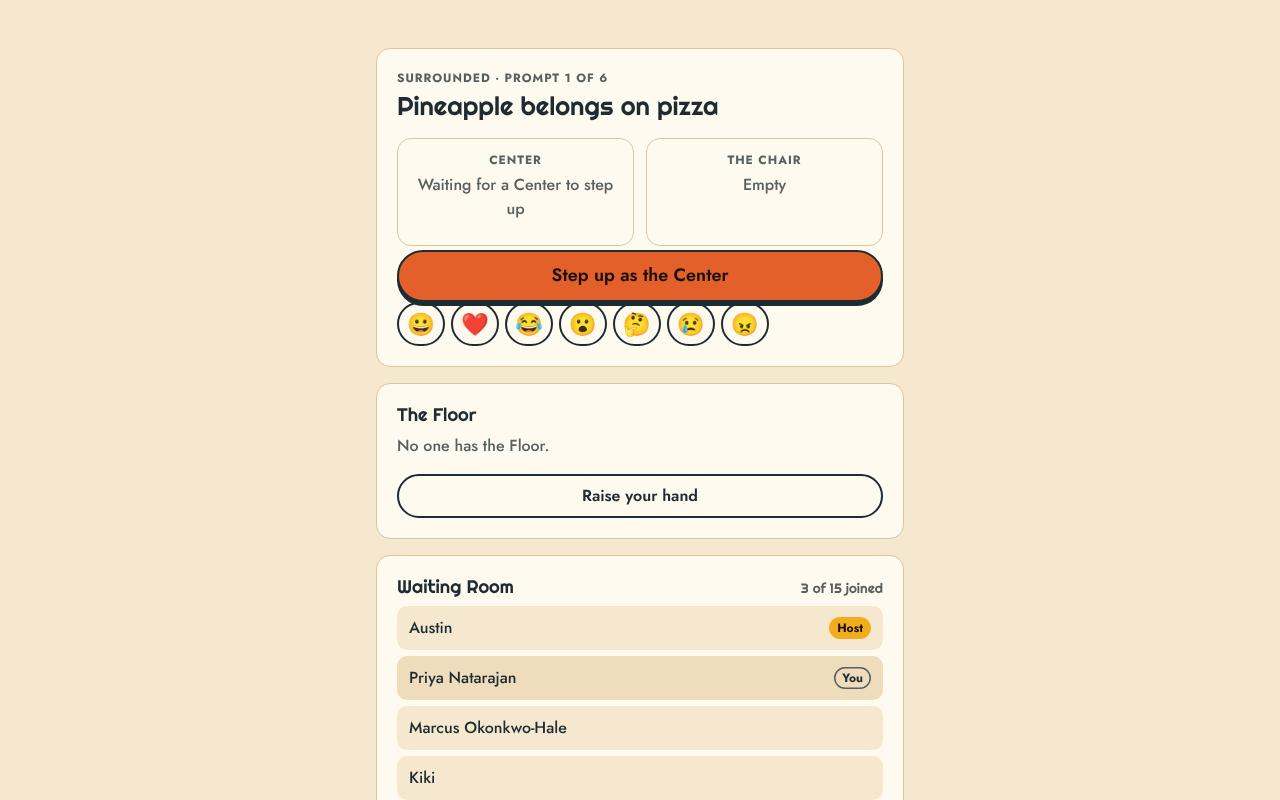 SURROUNDED · PROMPT 1 OF 6
Pineapple belongs on pizza
CENTER
Waiting for a Center to step
up
THE CHAIR
Empty
Step up as the Center
The Floor
No one has the Floor.
Raise your hand
Waiting Room
3 of 15 joined
Austin
Host
Priya Natarajan
You
Marcus Okonkwo-Hale
Kiki